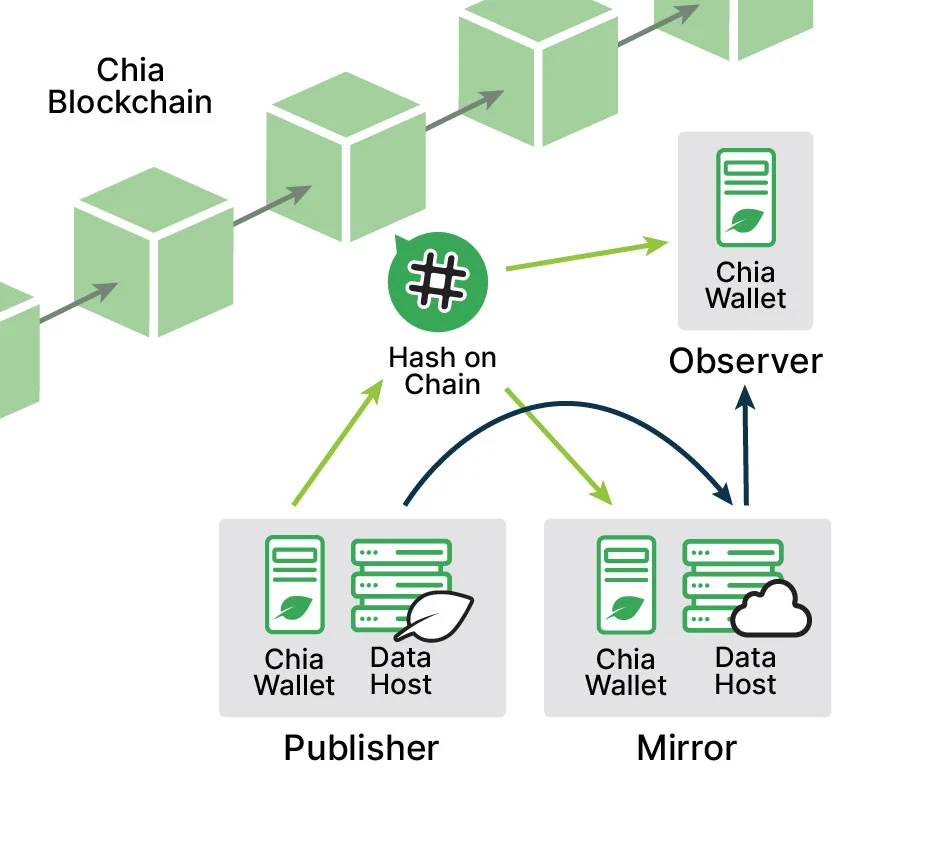 Chia
Blockchain
Chia
Wallet
Observer
Hash on
Chain
Chia
Wallet
Data
Host
Publisher
Chia
Wallet
Data
Host
Mirror